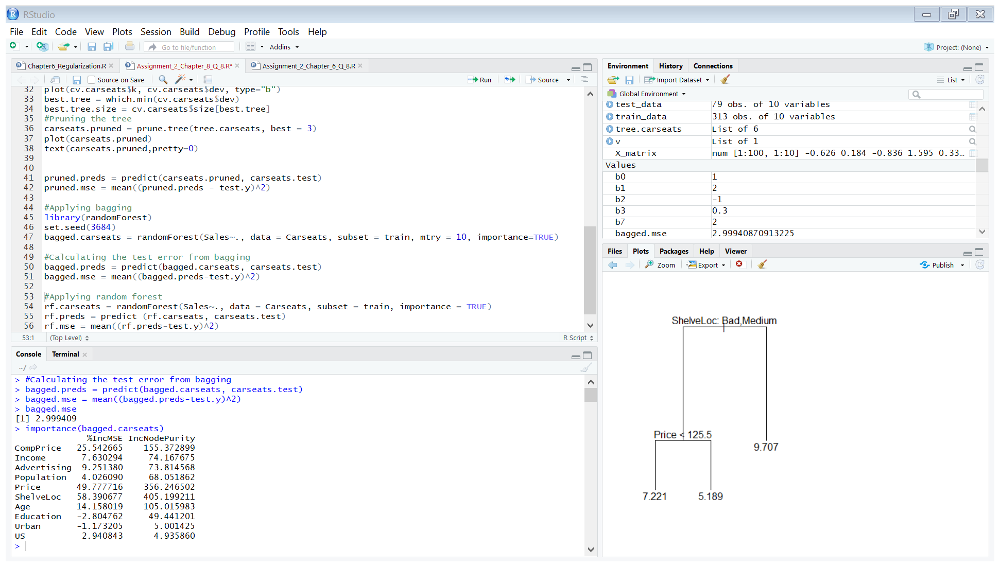 RStudio
File Edit Code View Plots Session Build Debug Profile Tools Help
Go to file/function Addins Project: (None)
Chapter6_Regularization.R Assignment_2_Chapter_8_Q_8.R* Assignment_2_Chapter_6_Q_8.R
Source on Save Run Source
32 plot(cv.carseats$k, cv.carseats$dev, type="b")
33 best.tree = which.min(cv.carseats$dev)
34 best.tree.size = cv.carseats$size[best.tree]
35 #Pruning the tree
36 carseats.pruned = prune.tree(tree.carseats, best = 3)
37 plot(carseats.pruned)
38 text(carseats.pruned,pretty=0)
39
40
41 pruned.preds = predict(carseats.pruned, carseats.test)
42 pruned.mse = mean((pruned.preds - test.y)^2)
43
44 #Applying bagging
45 library(randomForest)
46 set.seed(3684)
47 bagged.carseats = randomForest(Sales~., data = Carseats, subset = train, mtry = 10, importance=TRUE)
48
49 #Calculating the test error from bagging
50 bagged.preds = predict(bagged.carseats, carseats.test)
51 bagged.mse = mean((bagged.preds-test.y)^2)
52
53 #Applying random forest
54 rf.carseats = randomForest(Sales~., data = Carseats, subset = train, importance = TRUE)
55 rf.preds = predict (rf.carseats, carseats.test)
56 rf.mse = mean((rf.preds-test.y)^2)
53:1 (Top Level) R Script
Console Terminal
~/
> #Calculating the test error from bagging
> bagged.preds = predict(bagged.carseats, carseats.test)
> bagged.mse = mean((bagged.preds-test.y)^2)
> bagged.mse
[1] 2.999409
> importance(bagged.carseats)
%IncMSE IncNodePurity
CompPrice 25.542665 155.372899
Income 7.630294 74.167675
Advertising 9.251380 73.814568
Population 4.026090 68.051862
Price 49.777716 356.246502
ShelveLoc 58.390677 405.199211
Age 14.158019 105.015983
Education -2.804762 49.441201
Urban -1.173205 5.001425
US 2.940843 4.935860
>
Environment History Connections
Import Dataset List
Global Environment
test_data 79 obs. of 10 variables
train_data 313 obs. of 10 variables
tree.carseats List of 6
v List of 1
X_matrix num [1:100, 1:10] -0.626 0.184 -0.836 1.595 0.33...
Values
b0 1
b1 2
b2 -1
b3 0.3
b7 2
bagged.mse 2.99940870913225
Files Plots Packages Help Viewer
Zoom Export Publish
ShelveLoc: Bad,Medium
Price < 125.5
9.707
7.221 5.189